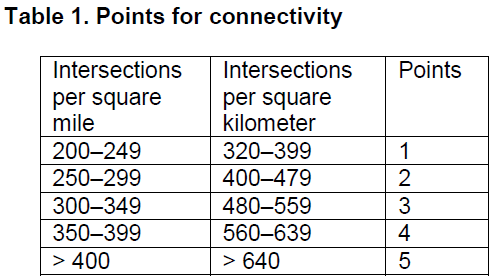 Table 1. Points for connectivity
Intersections per square mile Intersections per square kilometer Points
200–249 320–399 1
250–299 400–479 2
300–349 480–559 3
350–399 560–639 4
> 400 > 640 5